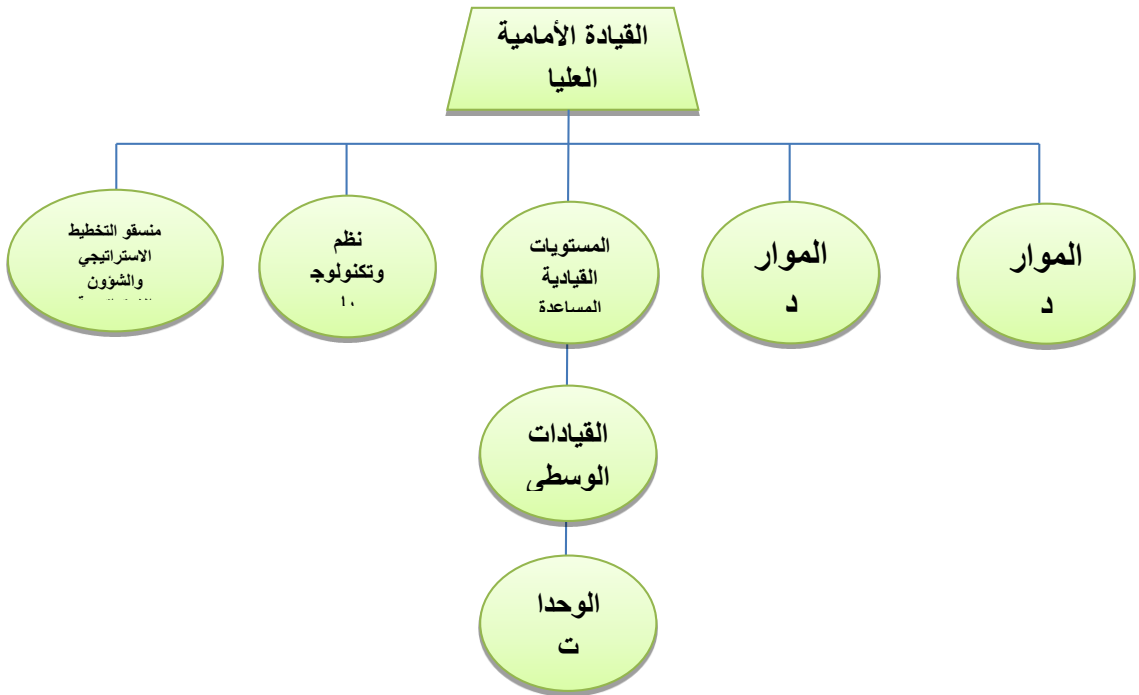 القيادة الأمامية
العليا
الموار
د
الموار
د
المستويات
القيادية
المساعدة
نظم
وتكنولوج
منسقو التخطيط
الاستراتيجي
والشؤون
القيادات
الوسطى
الوحدا
ت